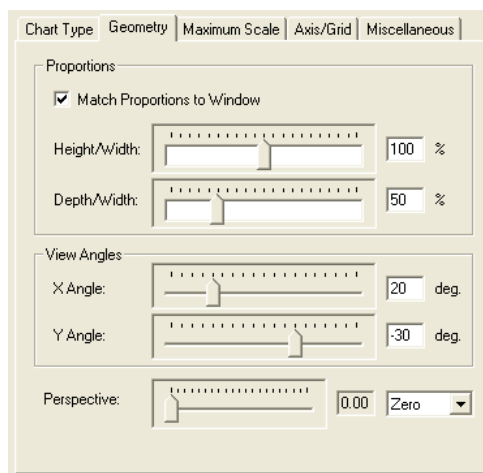 Chart Type Geometry Maximum Scale Axis/Grid Miscellaneous
Proportions
Match Proportions to Window
Height/Width: 100 %
Depth/Width: 50 %
View Angles
X Angle: 20 deg.
Y Angle: -30 deg.
Perspective: 0.00 Zero